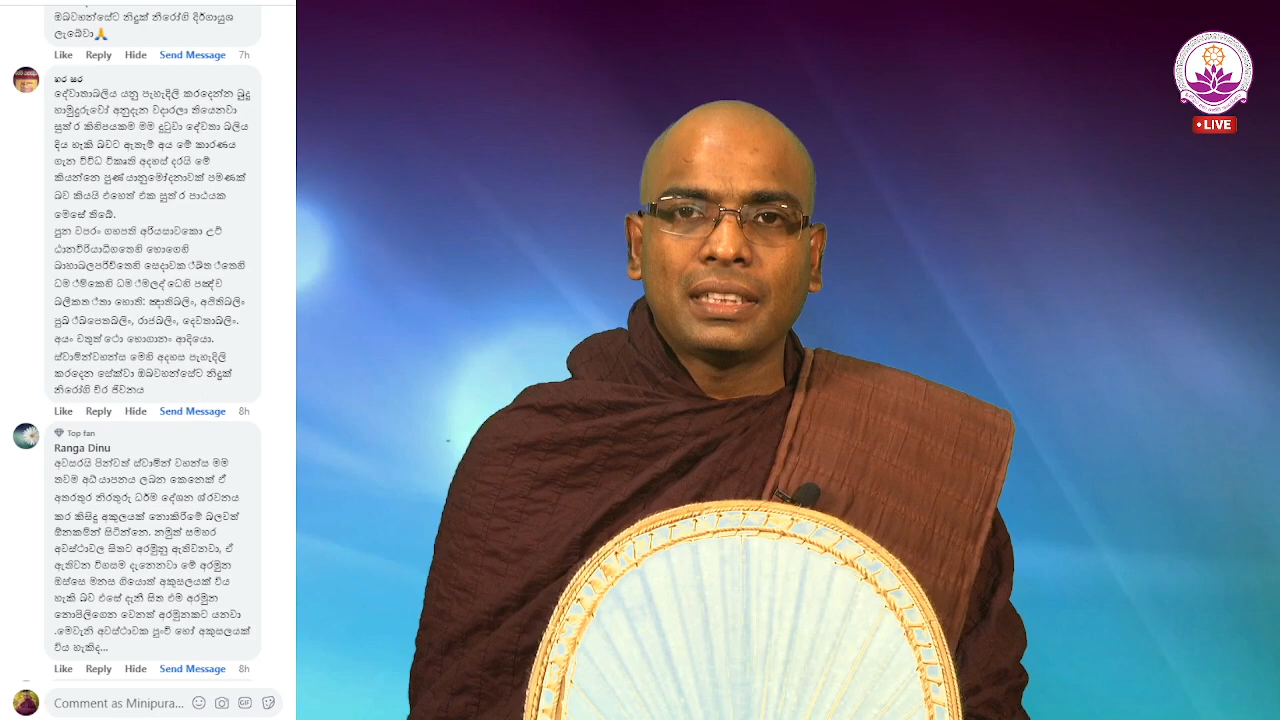 ඔබවහන්සේට නිදුක් නිරෝගි දීර්ගායුශ
ලැබේවා🙏
Like Reply Hide Send Message 7h
හර සර
දේවාතාබලිය යනු පැහැදිලි කරදෙන්න බුදු
හාමුදුරුවෝ අනුදැන වදාරලා තියෙනවා
සුත් ර කිහිපයකම මම දුටුවා දේවතා බලිය
දිය හැකි බවට ඇතැම් අය මේ කාරණය
ගැන විවිධ විකෘති අදහස් දරයි මේ
කියන්නෙ පුණ් යානුමෝදනාවක් පමණක්
බව කියයි එහෙත් එක සුත් ර පාඨයක
මෙසේ තිබේ.
පුන වපරං ගහපති අරියසාවකො උට්
ඨානවීරියාධිගතෙහි භොගෙහි
බාහාබලපරිචිතෙහි සෙදාවක ්ඛිත ්තෙහි
ධම ්මිකෙහි ධම ්මලද් ධෙහි පඤ්ච
බලීකත ්තා හොති: ඤාතිබලිං, අතිතිබලිං
පුබ ්බපෙතබලිං, රාජබලිං, දෙවතාබලිං.
අයං චතුත් ථො භොගානං ආදියො.
ස්වාමින්වහන්ස මෙහි අදහස පැහැදිලි
කරදෙන සේක්වා ඔබවහන්සේට නිදුක්
නිරෝගි චිර ජීවනය
Like Reply Hide Send Message 8h
Top fan
Ranga Dinu
අවසරයි පින්වත් ස්වාමින් වහන්ස මම
තවම අධ් යාපනය ලබන කෙනෙක් ඒ
අතරතුර නිරතුරු ධර්ම දේශන ශ්රවනය
කර කිසිදු අකුලයක් නොකිරීමේ බලවත්
ඕනකමින් සිටින්නෙ. නමුත් සමහර
අවස්ථාවල සිතට අරමුනු ඇතිවනවා, ඒ
ඇතිවන විගසම දැනෙනවා මේ අරමුන
ඔස්සෙ මනස ගියොත් අකුසලයක් විය
හැකි බව එසේ දැනී සිත එම අරමුන
නොපිලිගෙන වෙනත් අරමුනකට යනවා
.මෙවැනි අවස්ථාවක පුංචි හෝ අකුසලයක්
විය හැකිද...
Like Reply Hide Send Message 8h
Comment as Minipura...
• LIVE